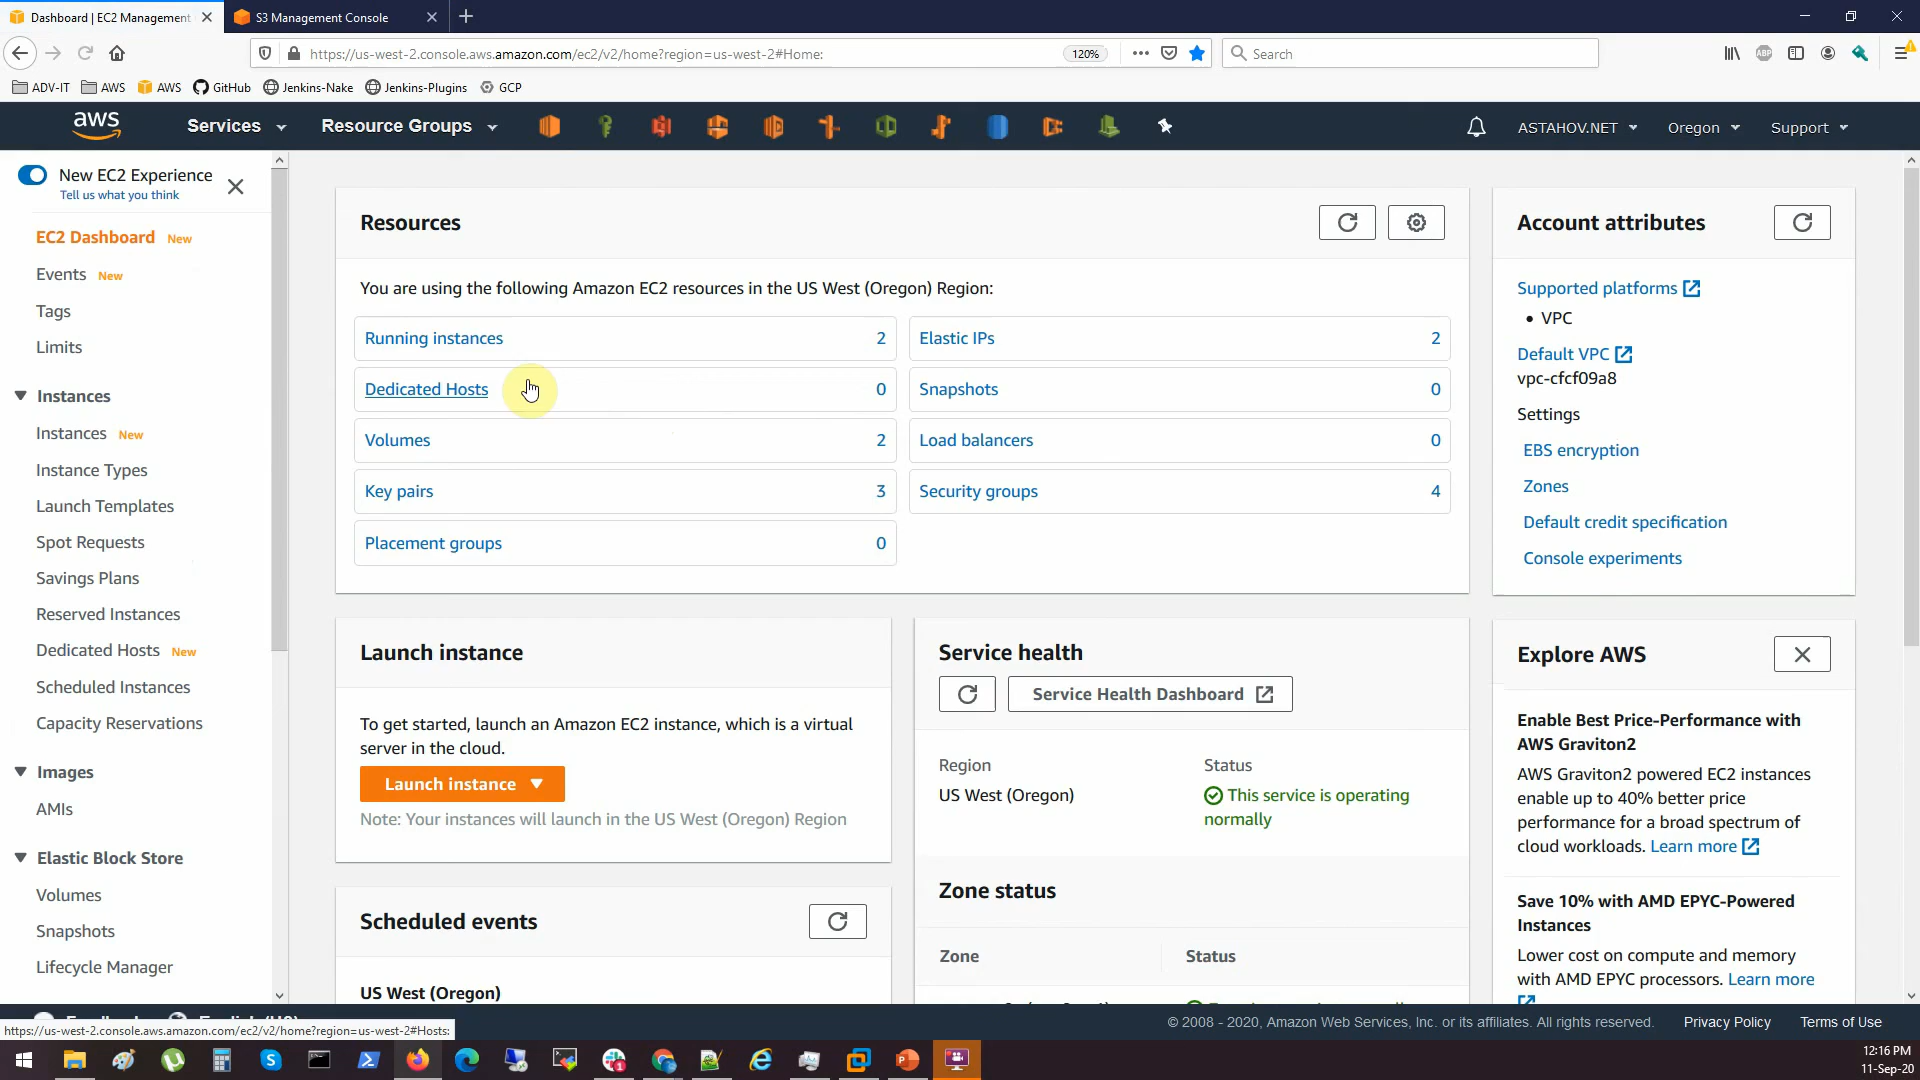 Dashboard | EC2 Management
S3 Management Console
https://us-west-2.console.aws.amazon.com/ec2/v2/home?region=us-west-2#Home:
120%
Search
ADV-IT
AWS
AWS
GitHub
Jenkins-Nake
Jenkins-Plugins
GCP
aws
Services
Resource Groups
ASTAHOV.NET
Oregon
Support
New EC2 Experience
Tell us what you think
EC2 Dashboard New
Events New
Tags
Limits
Instances
Instances New
Instance Types
Launch Templates
Spot Requests
Savings Plans
Reserved Instances
Dedicated Hosts New
Scheduled Instances
Capacity Reservations
Images
AMIs
Elastic Block Store
Volumes
Snapshots
Lifecycle Manager
Resources
You are using the following Amazon EC2 resources in the US West (Oregon) Region:
Running instances 2
Elastic IPs 2
Dedicated Hosts 0
Snapshots 0
Volumes 2
Load balancers 0
Key pairs 3
Security groups 4
Placement groups 0
Launch instance
To get started, launch an Amazon EC2 instance, which is a virtual
server in the cloud.
Launch instance
Note: Your instances will launch in the US West (Oregon) Region
Scheduled events
US West (Oregon)
Service health
Service Health Dashboard
Region
Status
US West (Oregon)
This service is operating
normally
Zone status
Zone
Status
Account attributes
Supported platforms
VPC
Default VPC
vpc-cfcf09a8
Settings
EBS encryption
Zones
Default credit specification
Console experiments
Explore AWS
Enable Best Price-Performance with
AWS Graviton2
AWS Graviton2 powered EC2 instances
enable up to 40% better price
performance for a broad spectrum of
cloud workloads. Learn more
Save 10% with AMD EPYC-Powered
Instances
Lower cost on compute and memory
with AMD EPYC processors. Learn more
https://us-west-2.console.aws.amazon.com/ec2/v2/home?region=us-west-2#Hosts:
© 2008 - 2020, Amazon Web Services, Inc. or its affiliates. All rights reserved.
Privacy Policy
Terms of Use
12:16 PM
11-Sep-20